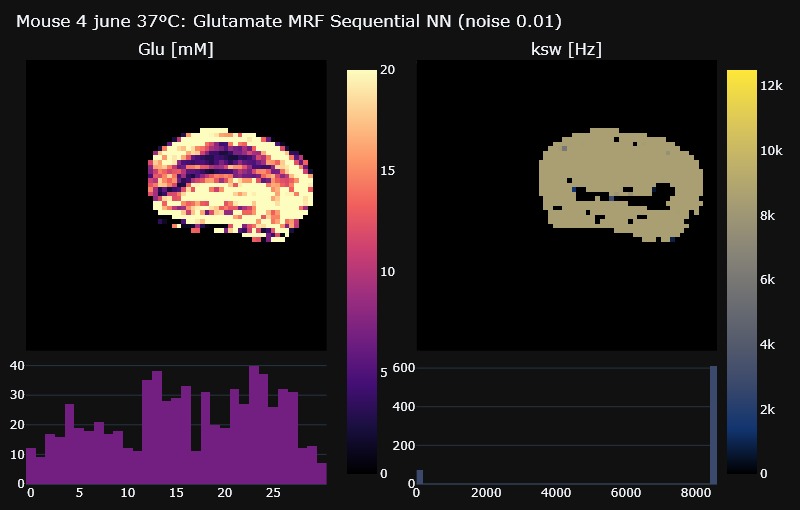 Mouse 4 june 37ºC: Glutamate MRF Sequential NN (noise 0.01)
Glu [mM]
ksw [Hz]
20
15
10
5
0
12k
10k
8k
6k
4k
2k
0
40
30
20
10
0
0
5
10
15
20
25
600
400
200
0
0
2000
4000
6000
8000